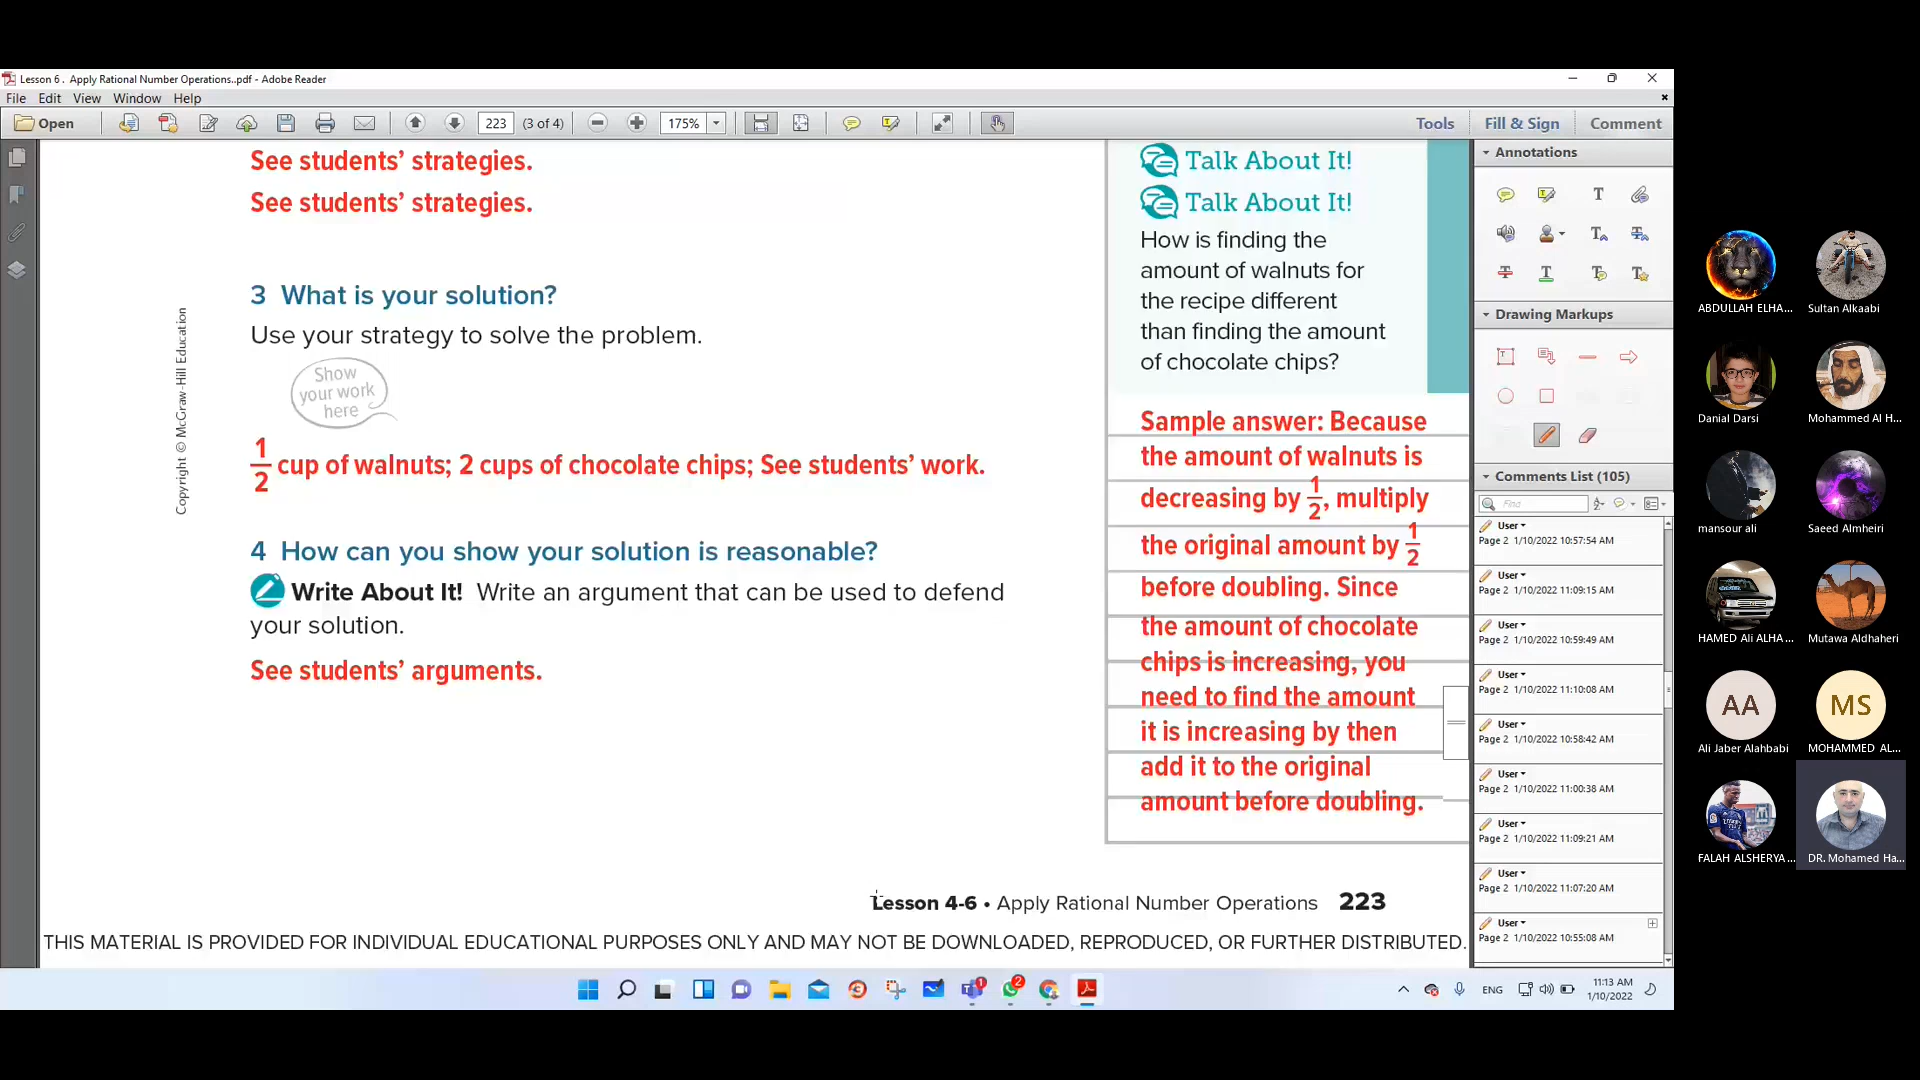 Lesson 6 .  Apply Rational Number Operations..pdf - Adobe Reader
File Edit View Window Help
Open 223 (3 of 4) 175% Tools Fill & Sign Comment
See students’ strategies.
See students’ strategies.
3 What is your solution?
Use your strategy to solve the problem.
Show
your work
here
1/2 cup of walnuts; 2 cups of chocolate chips; See students’ work.
4 How can you show your solution is reasonable?
Write About It! Write an argument that can be used to defend
your solution.
See students’ arguments.
Copyright © McGraw-Hill Education
Talk About It!
Talk About It!
How is finding the
amount of walnuts for
the recipe different
than finding the amount
of chocolate chips?
Sample answer: Because
the amount of walnuts is
decreasing by 1/2, multiply
the original amount by 1/2
before doubling. Since
the amount of chocolate
chips is increasing, you
need to find the amount
it is increasing by then
add it to the original
amount before doubling.
Lesson 4-6 • Apply Rational Number Operations 223
THIS MATERIAL IS PROVIDED FOR INDIVIDUAL EDUCATIONAL PURPOSES ONLY AND MAY NOT BE DOWNLOADED, REPRODUCED, OR FURTHER DISTRIBUTED.
Annotations
Drawing Markups
Comments List (105)
Find
User
Page 2 1/10/2022 10:57:54 AM
User
Page 2 1/10/2022 11:09:15 AM
User
Page 2 1/10/2022 10:59:49 AM
User
Page 2 1/10/2022 11:10:08 AM
User
Page 2 1/10/2022 10:58:42 AM
User
Page 2 1/10/2022 11:00:38 AM
User
Page 2 1/10/2022 11:09:21 AM
User
Page 2 1/10/2022 11:07:20 AM
User
Page 2 1/10/2022 10:55:08 AM
ENG
11:13 AM
1/10/2022
ABDULLAH ELHA... Sultan Alkaabi
Danial Darsi Mohammed Al H...
mansour ali Saeed Almheiri
HAMED Ali ALHA... Mutawa Aldhaheri
AA MS
Ali Jaber Alahbabi MOHAMMED AL...
FALAH ALSHERYA... DR. Mohamed Ha...